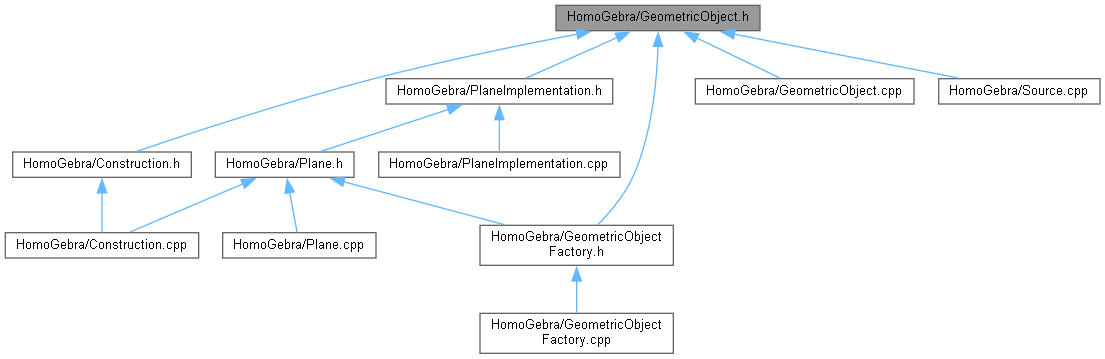 HomoGebra/GeometricObject.h
HomoGebra/PlaneImplementation.h
HomoGebra/GeometricObject.cpp
HomoGebra/Source.cpp
HomoGebra/Construction.h
HomoGebra/Plane.h
HomoGebra/PlaneImplementation.cpp
HomoGebra/Construction.cpp
HomoGebra/Plane.cpp
HomoGebra/GeometricObject
Factory.h
HomoGebra/GeometricObject
Factory.cpp